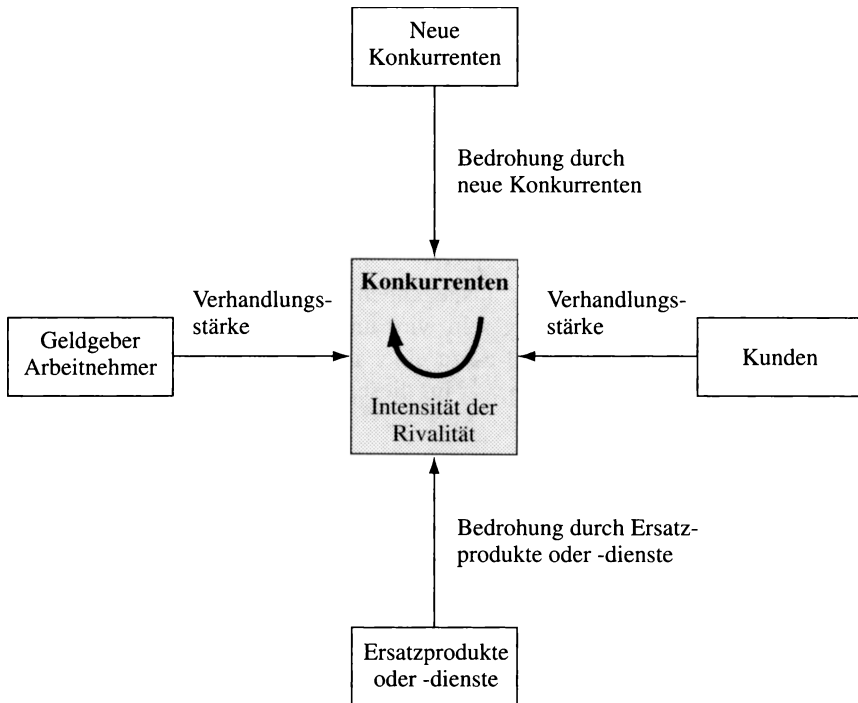 Neue
Konkurrenten
Bedrohung durch
neue Konkurrenten
Konkurrenten
Intensität der
Rivalität
Verhandlungs-
stärke
Geldgeber
Arbeitnehmer
Verhandlungs-
stärke
Kunden
Bedrohung durch Ersatz-
produkte oder -dienste
Ersatzprodukte
oder -dienste